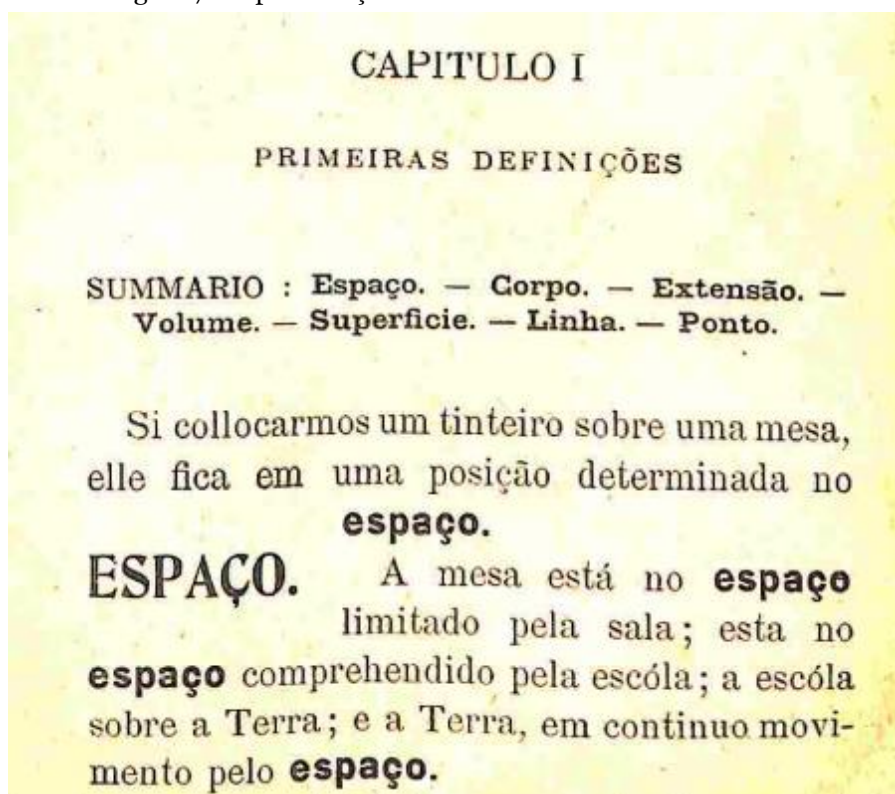 CAPITULO I
PRIMEIRAS DEFINIÇÕES
SUMMARIO : Espaço. — Corpo. — Extensão. —
Volume. — Superficie. — Linha. — Ponto.
Si collocarmos um tinteiro sobre uma mesa,
elle fica em uma posição determinada no
espaço.
ESPAÇO. A mesa está no espaço
limitado pela sala; esta no
espaço comprehendido pela escóla; a escóla
sobre a Terra; e a Terra, em continuo movi-
mento pelo espaço.